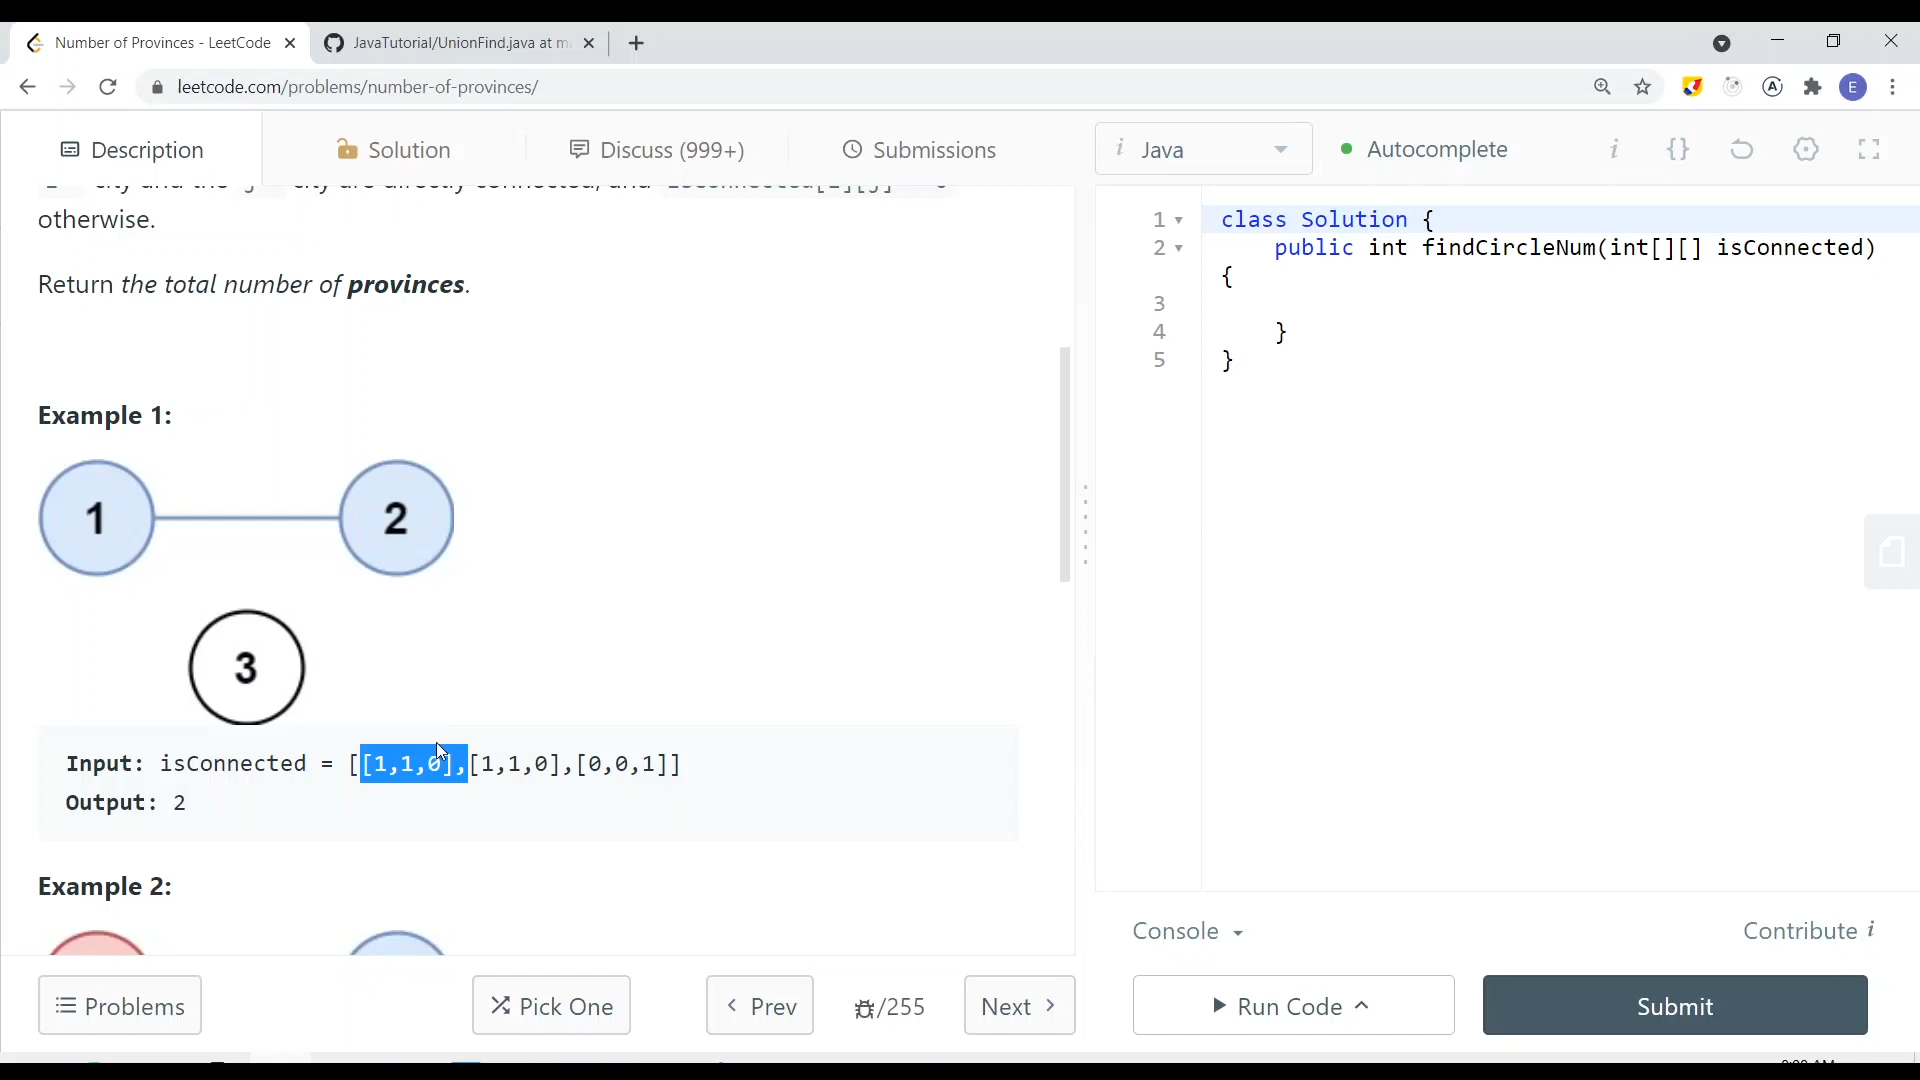 Number of Provinces - LeetCode
JavaTutorial/UnionFind.java at m
leetcode.com/problems/number-of-provinces/
E
Description
Solution
Discuss (999+)
Submissions
i Java
Autocomplete
i {}
otherwise.
Return the total number of provinces.
Example 1:
1
2
3
Input: isConnected = [[1,1,0],[1,1,0],[0,0,1]]
Output: 2
Example 2:
1 class Solution {
2 public int findCircleNum(int[][] isConnected)
{
3
4 }
5 }
Console
Contribute i
Problems
Pick One
Prev
/255
Next
Run Code
Submit